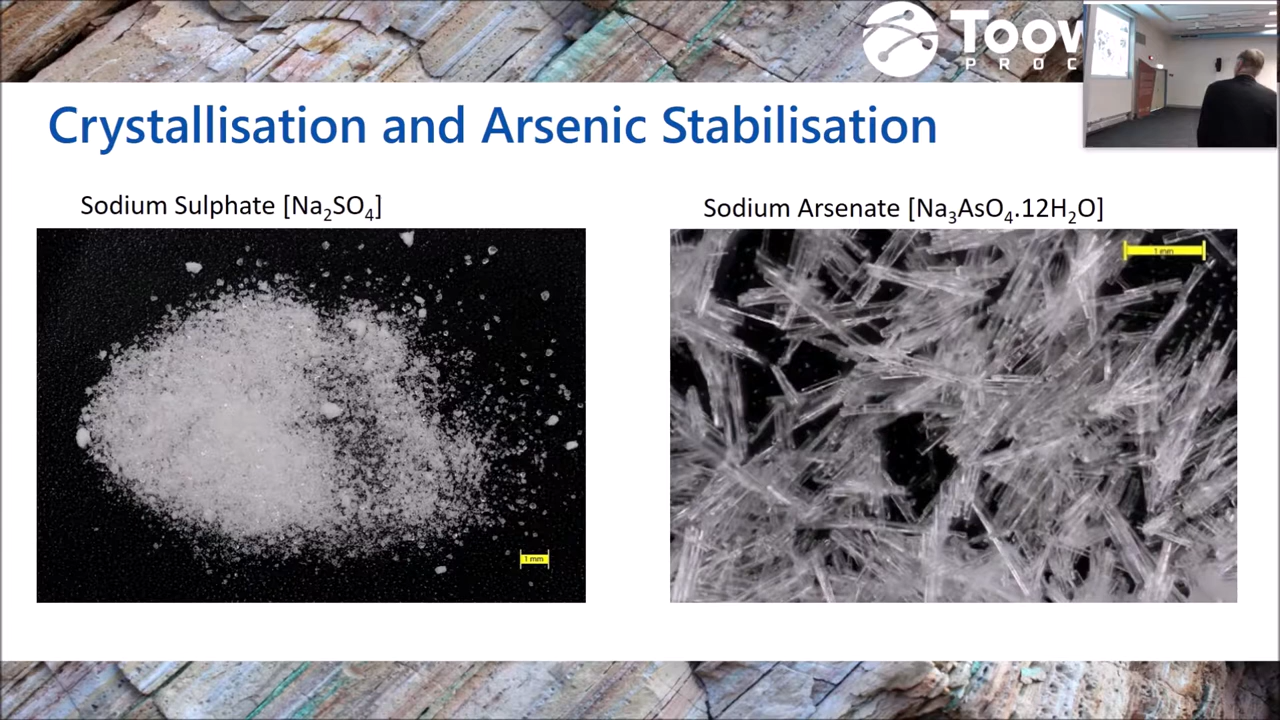 Crystallisation and Arsenic Stabilisation
Sodium Sulphate [Na₂SO₄]
Sodium Arsenate [Na₃AsO₄.12H₂O]
1 mm
1 mm